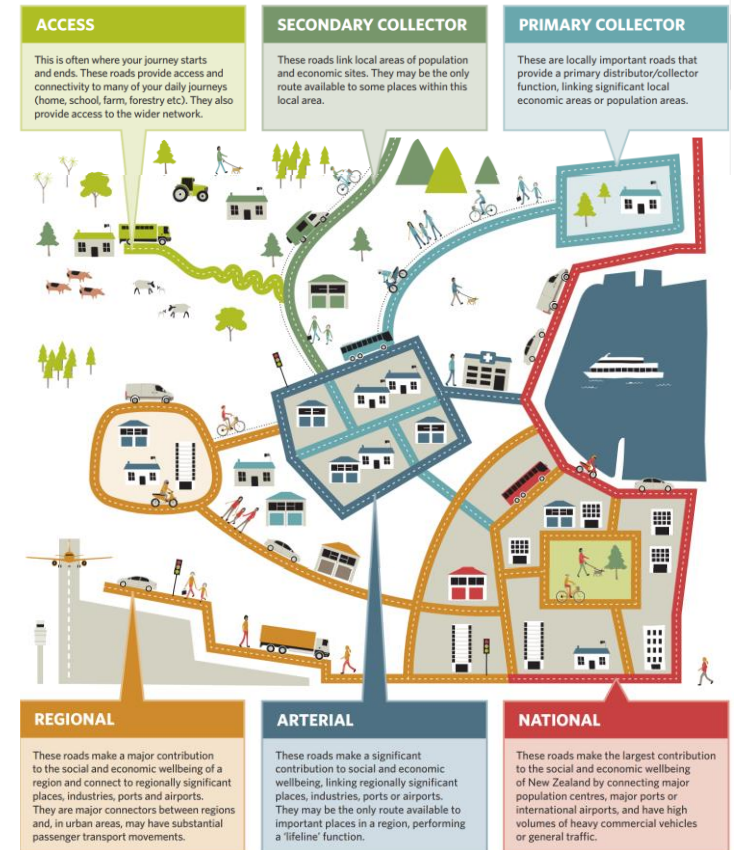 ACCESS
This is often where your journey starts
and ends. These roads provide access and
connectivity to many of your daily journeys
(home, school, farm, forestry etc). They also
provide access to the wider network.
SECONDARY COLLECTOR
These roads link local areas of population
and economic sites. They may be the only
route available to some places within this
local area.
PRIMARY COLLECTOR
These are locally important roads that
provide a primary distributor/collector
function, linking significant local
economic areas or population areas.
REGIONAL
These roads make a major contribution
to the social and economic wellbeing of a
region and connect to regionally significant
places, industries, ports and airports.
They are major connectors between regions
and, in urban areas, may have substantial
passenger transport movements.
ARTERIAL
These roads make a significant
contribution to social and economic
wellbeing, linking regionally significant
places, industries, ports or airports.
They may be the only route available to
important places in a region, performing
a 'lifeline' function.
NATIONAL
These roads make the largest contribution
to the social and economic wellbeing
of New Zealand by connecting major
population centres, major ports or
international airports, and have high
volumes of heavy commercial vehicles
or general traffic.